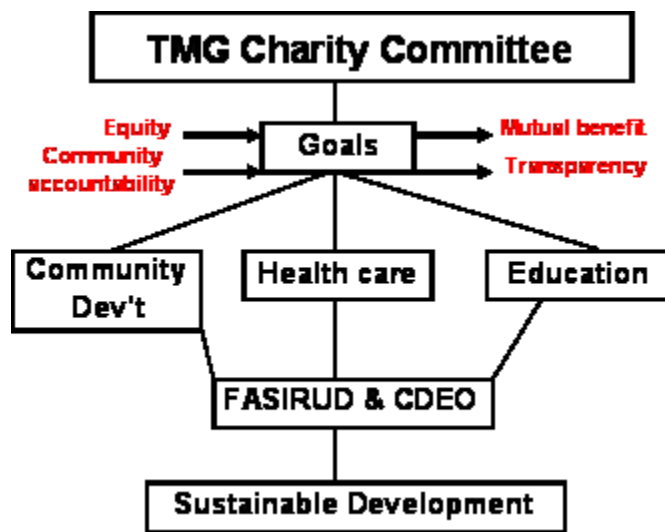 TMG Charity Committee
Equity
Mutual benefit
Goals
Community
accountability
Transparency
Community
Dev't
Health care
Education
FASIRUD & CDEO
Sustainable Development